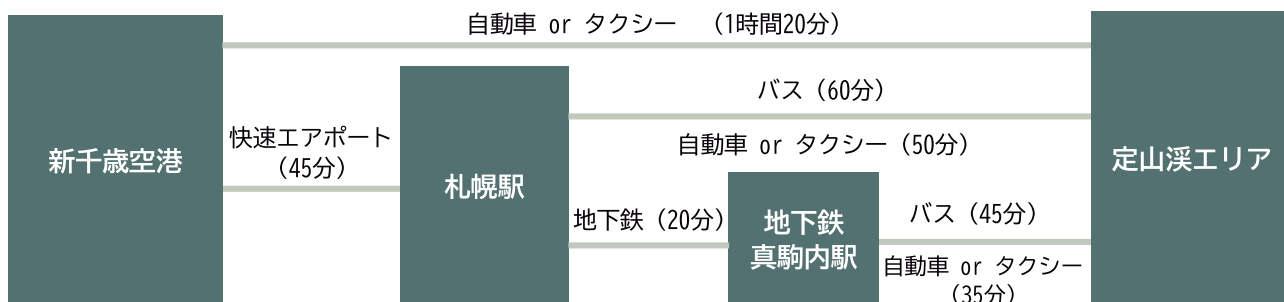 自動車 or タクシー （1時間20分）
バス（60分）
快速エアポート
（45分）
自動車 or タクシー（50分）
新千歳空港
札幌駅
定山渓エリア
地下鉄（20分）
地下鉄
真駒内駅
バス（45分）
自動車 or タクシー
（35分）